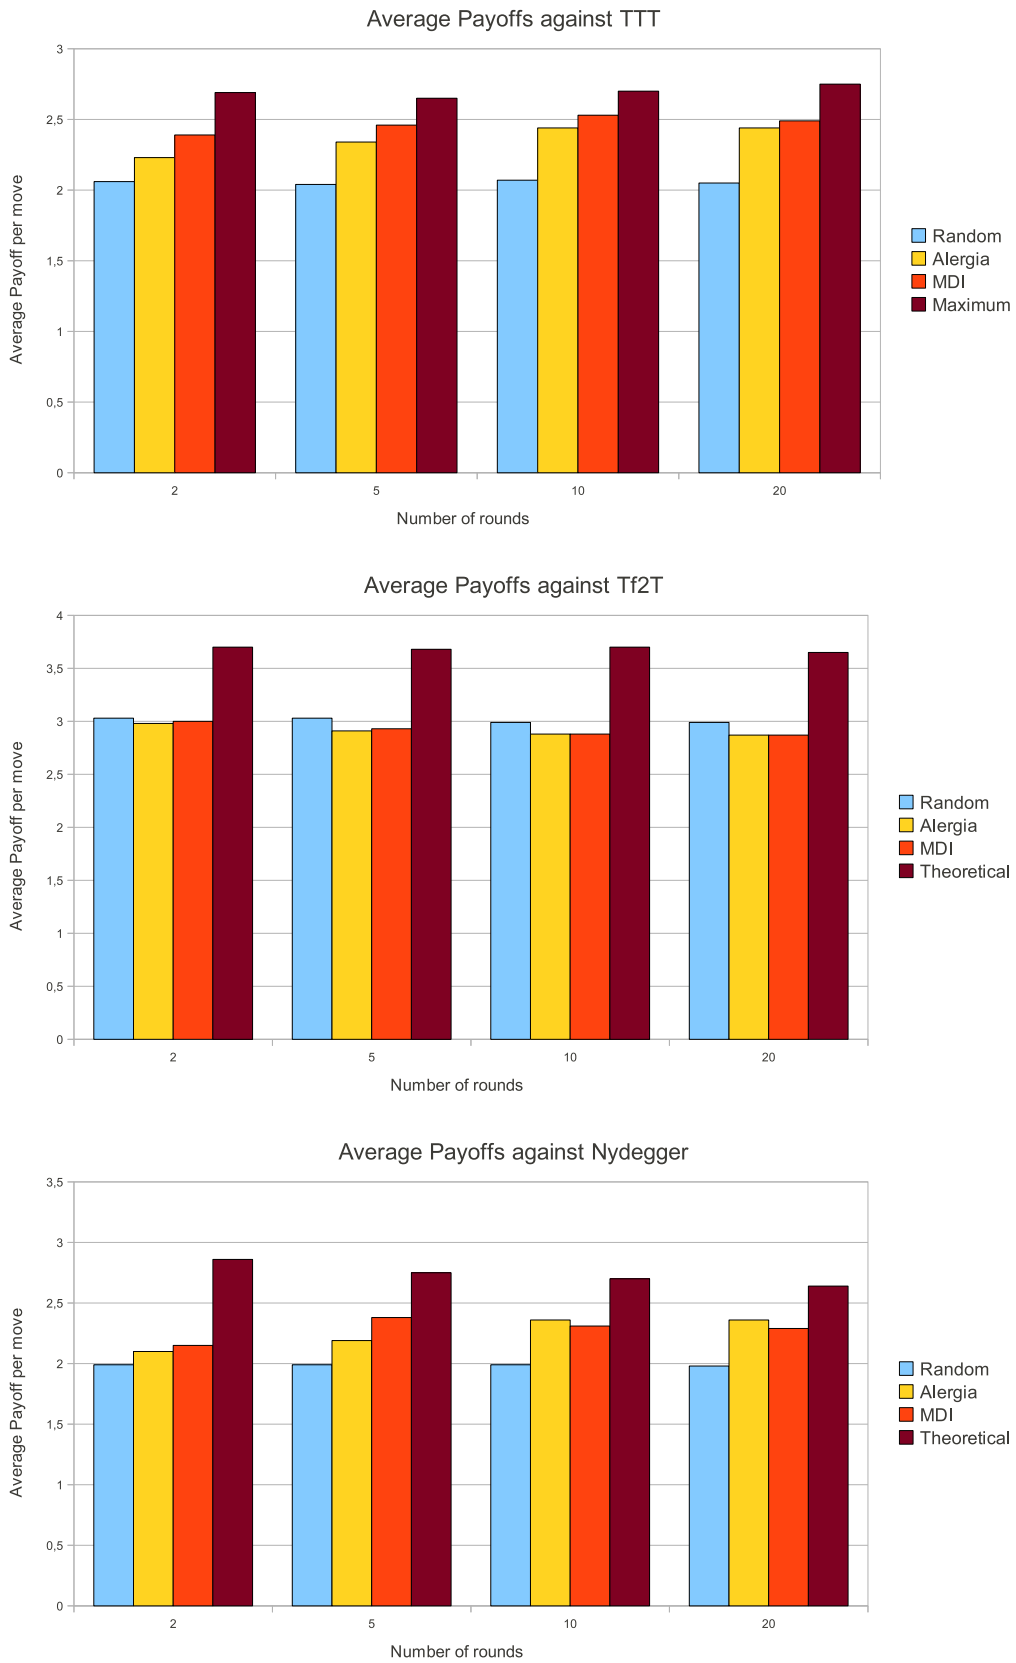 Average Payoffs against TTT
3
2,5
2
1,5
1
0,5
0
Average Payoff per move
2 5 10 20
Number of rounds
Random
Alergia
MDI
Maximum
Average Payoffs against Tf2T
4
3,5
3
2,5
2
1,5
1
0,5
0
Average Payoff per move
2 5 10 20
Number of rounds
Random
Alergia
MDI
Theoretical
Average Payoffs against Nydegger
3,5
3
2,5
2
1,5
1
0,5
0
Average Payoff per move
2 5 10 20
Number of rounds
Random
Alergia
MDI
Theoretical